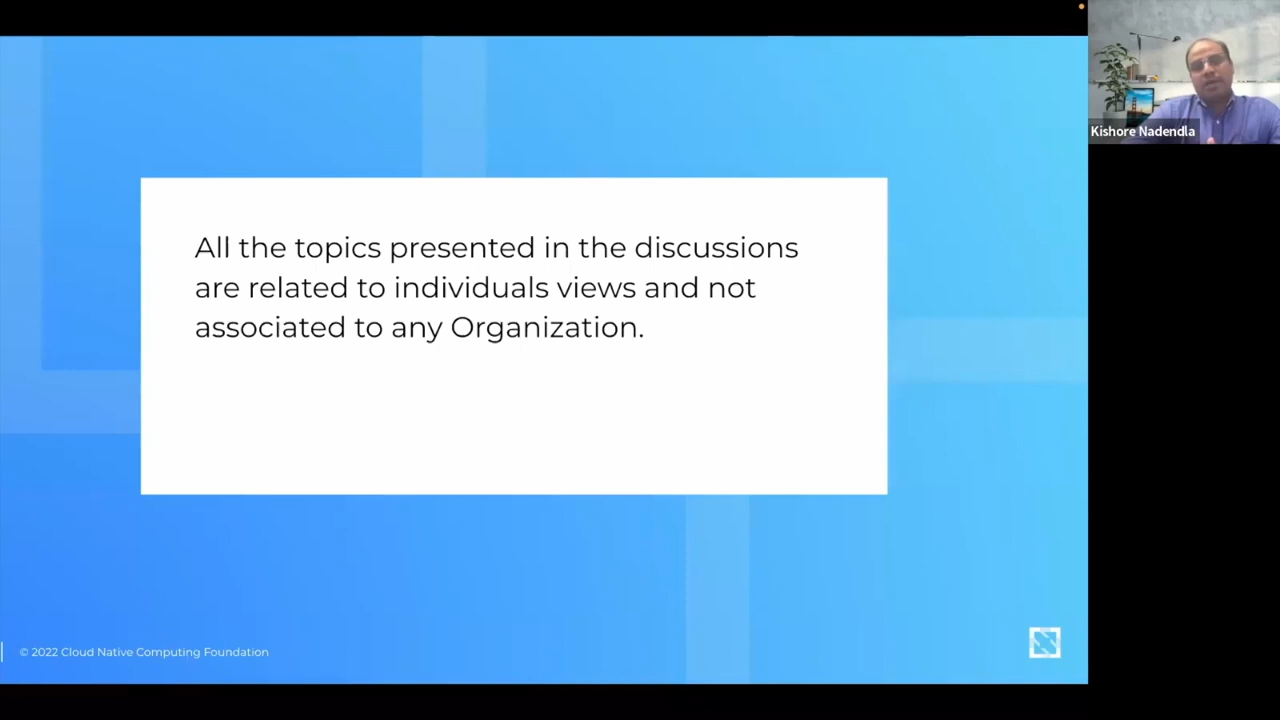 All the topics presented in the discussions
are related to individuals views and not
associated to any Organization.
© 2022 Cloud Native Computing Foundation
Kishore Nadendla